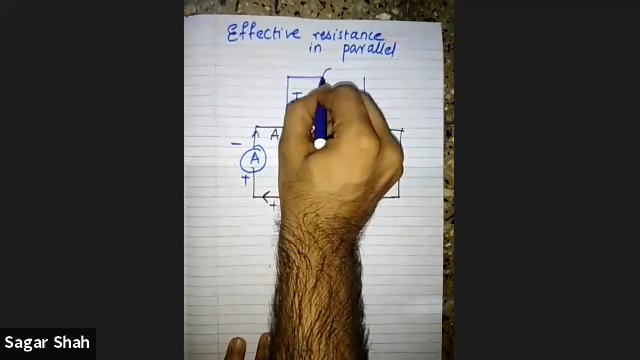 Effective resistance
in parallel
I
A
-
A
+
+
Sagar Shah